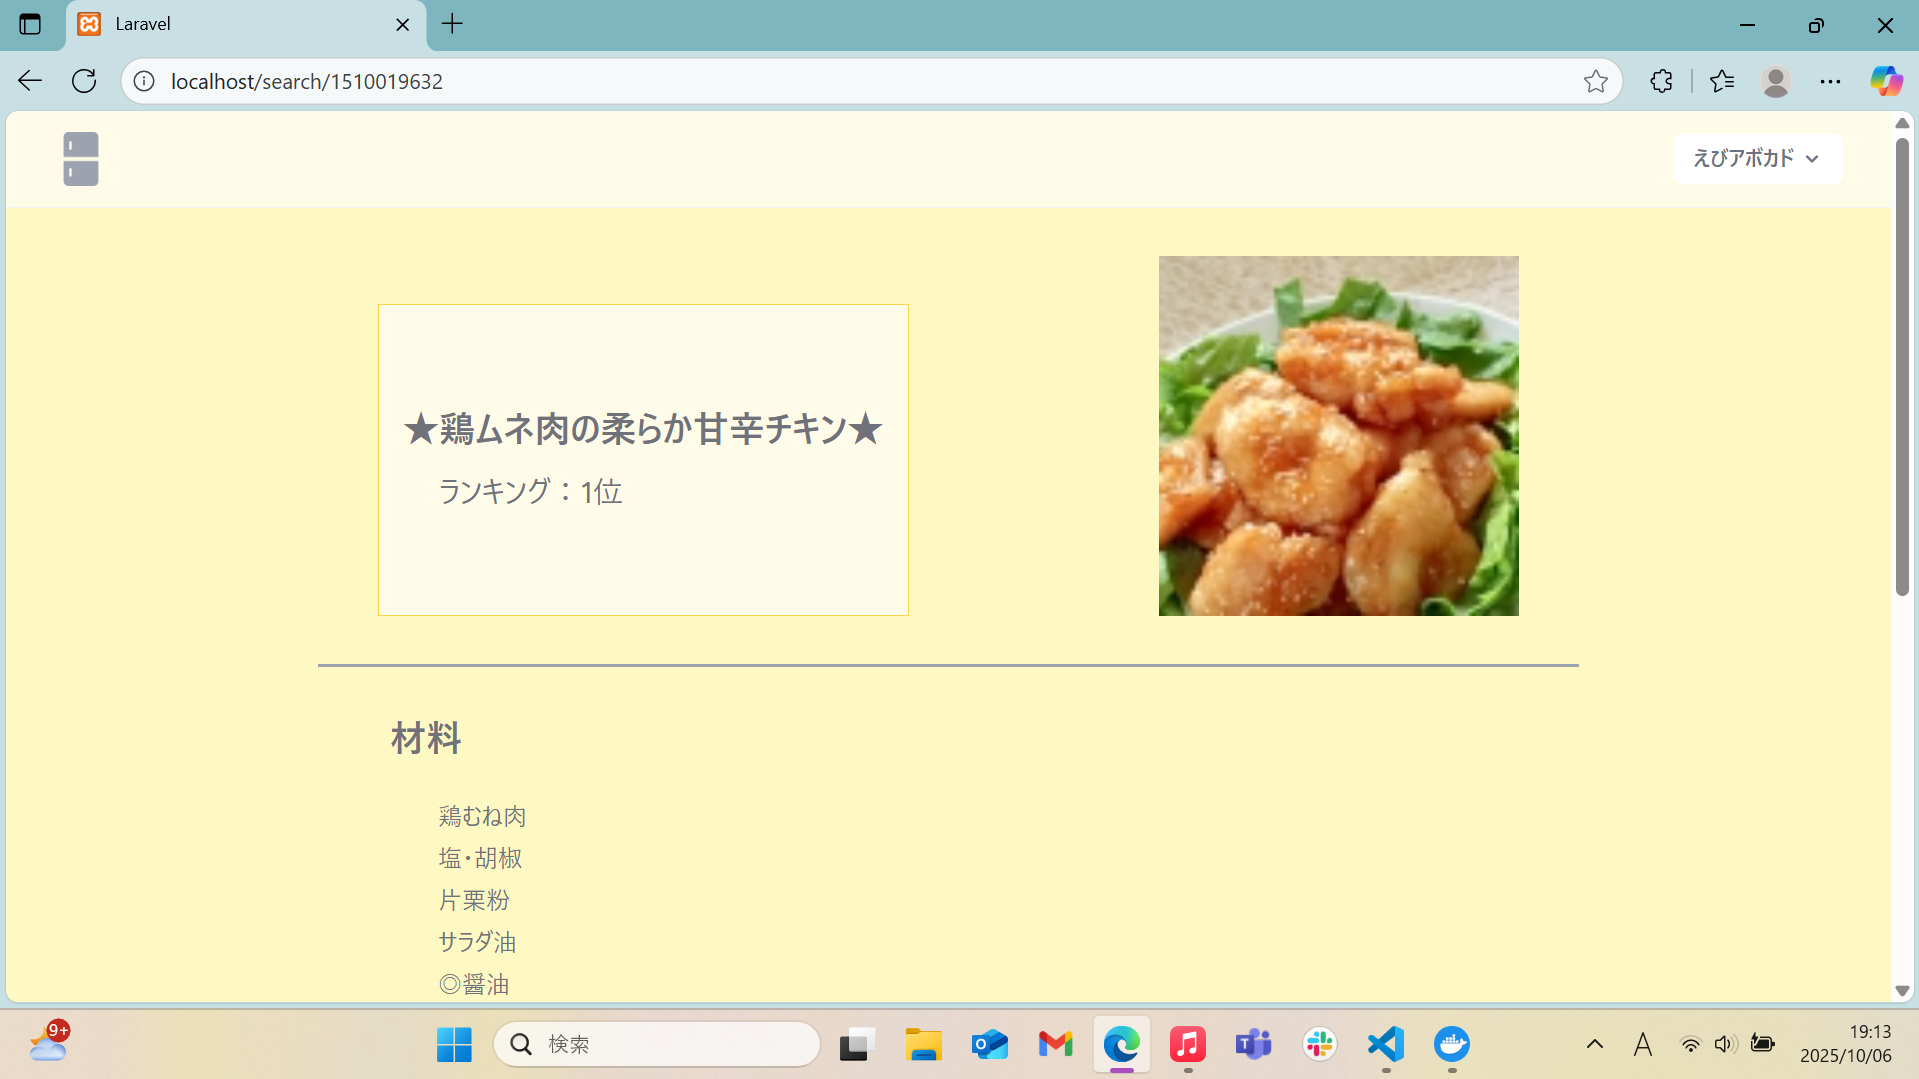 Laravel
localhost/search/1510019632
えびアボカド
★鶏ムネ肉の柔らか甘辛チキン★
ランキング：1位
材料
鶏むね肉
塩・胡椒
片栗粉
サラダ油
◎醤油
9+
検索
A
19:13
2025/10/06